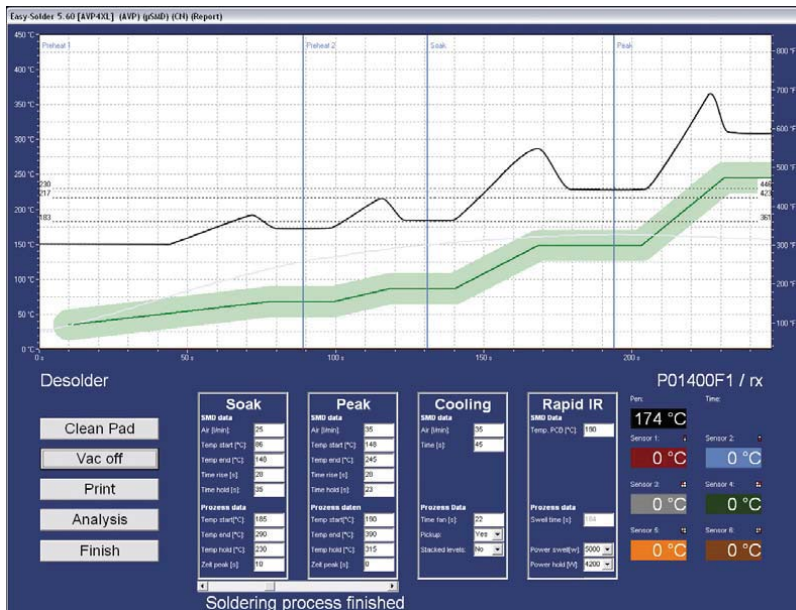 Easy-Solder 5.60 [AVP4XL] (AVP) (µSMD) (CN) (Report)
450 °C
400 °C
350 °C
300 °C
250 °C
200 °C
150 °C
100 °C
50 °C
0 °C
230
217
183
Preheat 1
Preheat 2
Soak
Peak
800 °F
700 °F
600 °F
500 °F
400 °F
300 °F
200 °F
100 °F
446
423
361
0 s
50 s
100 s
150 s
200 s
Desolder
P01400F1 / rx
Clean Pad
Vac off
Print
Analysis
Finish
Soak
SMD data
Air [l/min]: 25
Temp start [°C]: 86
Temp end [°C]: 148
Time rise [s]: 28
Time hold [s]: 35
Prozess data
Temp start[°C]: 185
Temp end [°C]: 290
Temp hold [°C]: 230
Zeit peak [s]: 10
Peak
SMD data
Air [l/min]: 35
Temp start [°C]: 148
Temp end [°C]: 245
Time rise [s]: 28
Time hold [s]: 23
Prozess daten
Temp start[°C]: 190
Temp end [°C]: 390
Temp hold [°C]: 315
Zeit peak [s]: 0
Cooling
SMD data
Air [l/min]: 35
Time [s]: 45
Prozess data
Time fan [s]: 22
Pickup: Yes
Stacked levels: No
Rapid IR
SMD data
Temp. PCB [°C]: 190
Prozess data
Swell time [s]: 184
Power swell[w]: 5000
Power hold [W]: 4200
Pen: Time:
174 °C
Sensor 1: Sensor 2:
0 °C 0 °C
Sensor 3: Sensor 4:
0 °C 0 °C
Sensor 5: Sensor 6:
0 °C 0 °C
Soldering process finished